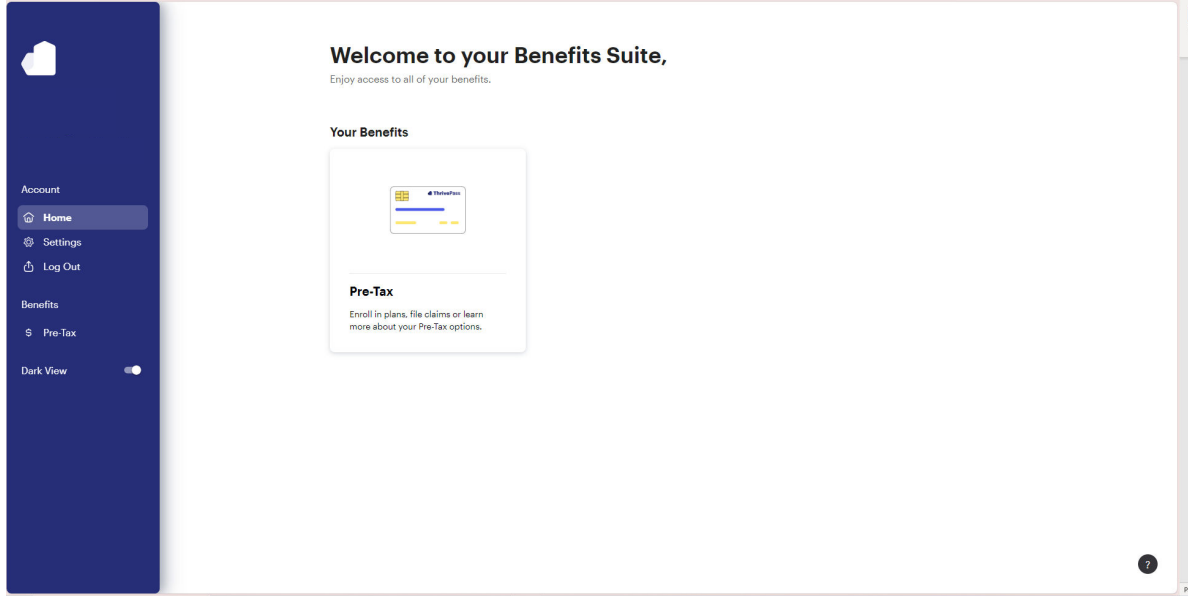 Account
Home
Settings
Log Out
Benefits
$ Pre-Tax
Dark View
Welcome to your Benefits Suite,
Enjoy access to all of your benefits.
Your Benefits
ThrivePass
Pre-Tax
Enroll in plans, file claims or learn
more about your Pre-Tax options.
?
P